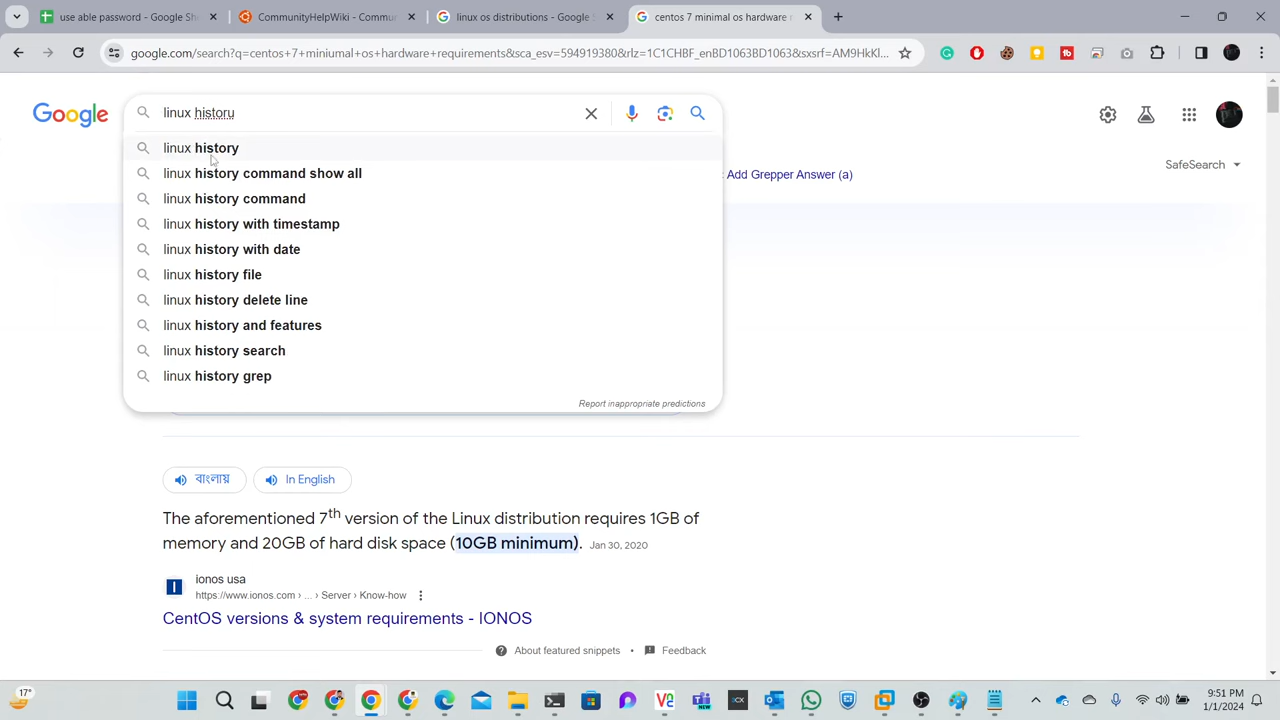 use able password - Google Sh
CommunityHelpWiki - Commun
linux os distributions - Google S
centos 7 minimal os hardware r
google.com/search?q=centos+7+miniumal+os+hardware+requirements&sca_esv=594919380&rlz=1C1CHBF_enBD1063BD1063&sxsrf=AM9HkKl...
Google
linux historu
linux history
linux history command show all
linux history command
linux history with timestamp
linux history with date
linux history file
linux history delete line
linux history and features
linux history search
linux history grep
Report inappropriate predictions
SafeSearch
: Add Grepper Answer (a)
বাংলায়
In English
The aforementioned 7th version of the Linux distribution requires 1GB of
memory and 20GB of hard disk space (10GB minimum). Jan 30, 2020
ionos usa
https://www.ionos.com › ... › Server › Know-how
CentOS versions & system requirements - IONOS
About featured snippets • Feedback
17°
9:51 PM
1/1/2024